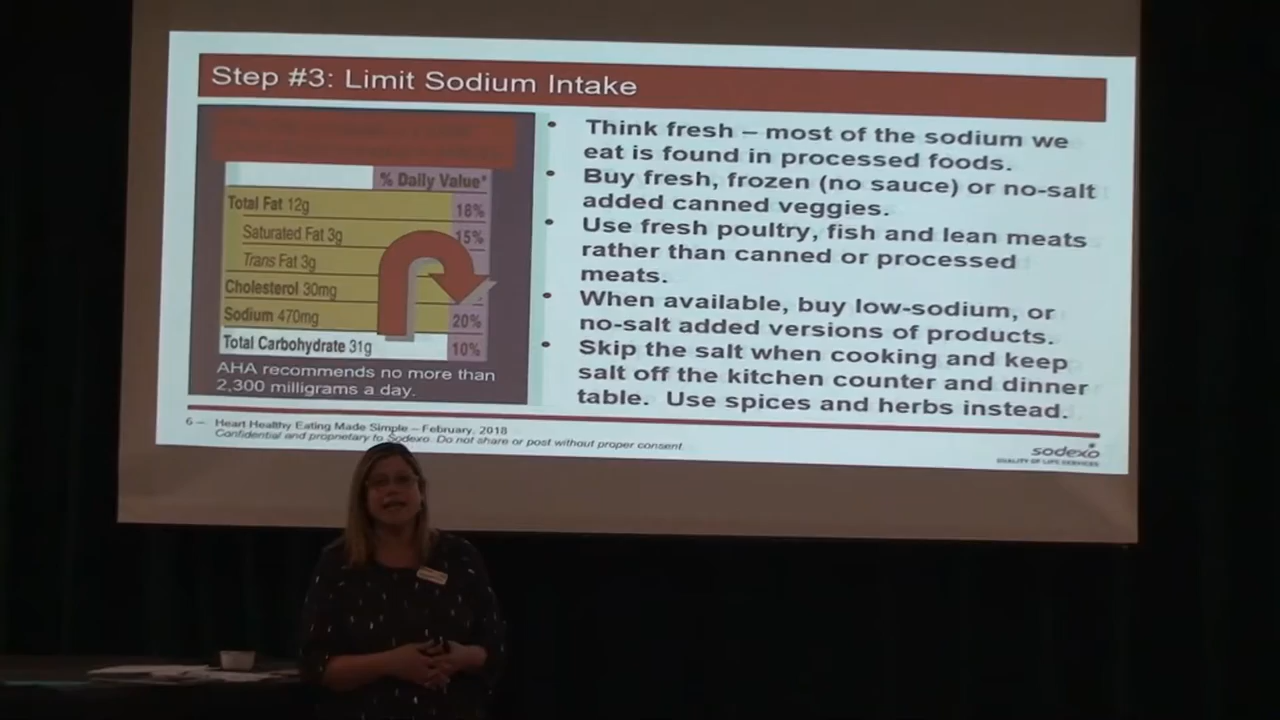 Step #3: Limit Sodium Intake
% Daily Value*
Total Fat 12g 18%
Saturated Fat 3g 15%
Trans Fat 3g
Cholesterol 30mg
Sodium 470mg 20%
Total Carbohydrate 31g 10%
AHA recommends no more than
2,300 milligrams a day.
• Think fresh – most of the sodium we
eat is found in processed foods.
• Buy fresh, frozen (no sauce) or no-salt
added canned veggies.
• Use fresh poultry, fish and lean meats
rather than canned or processed
meats.
• When available, buy low-sodium, or
no-salt added versions of products.
• Skip the salt when cooking and keep
salt off the kitchen counter and dinner
table. Use spices and herbs instead.
6 – Heart Healthy Eating Made Simple – February, 2018
Confidential and proprietary to Sodexo. Do not share or post without proper consent.
sodexo
QUALITY OF LIFE SERVICES